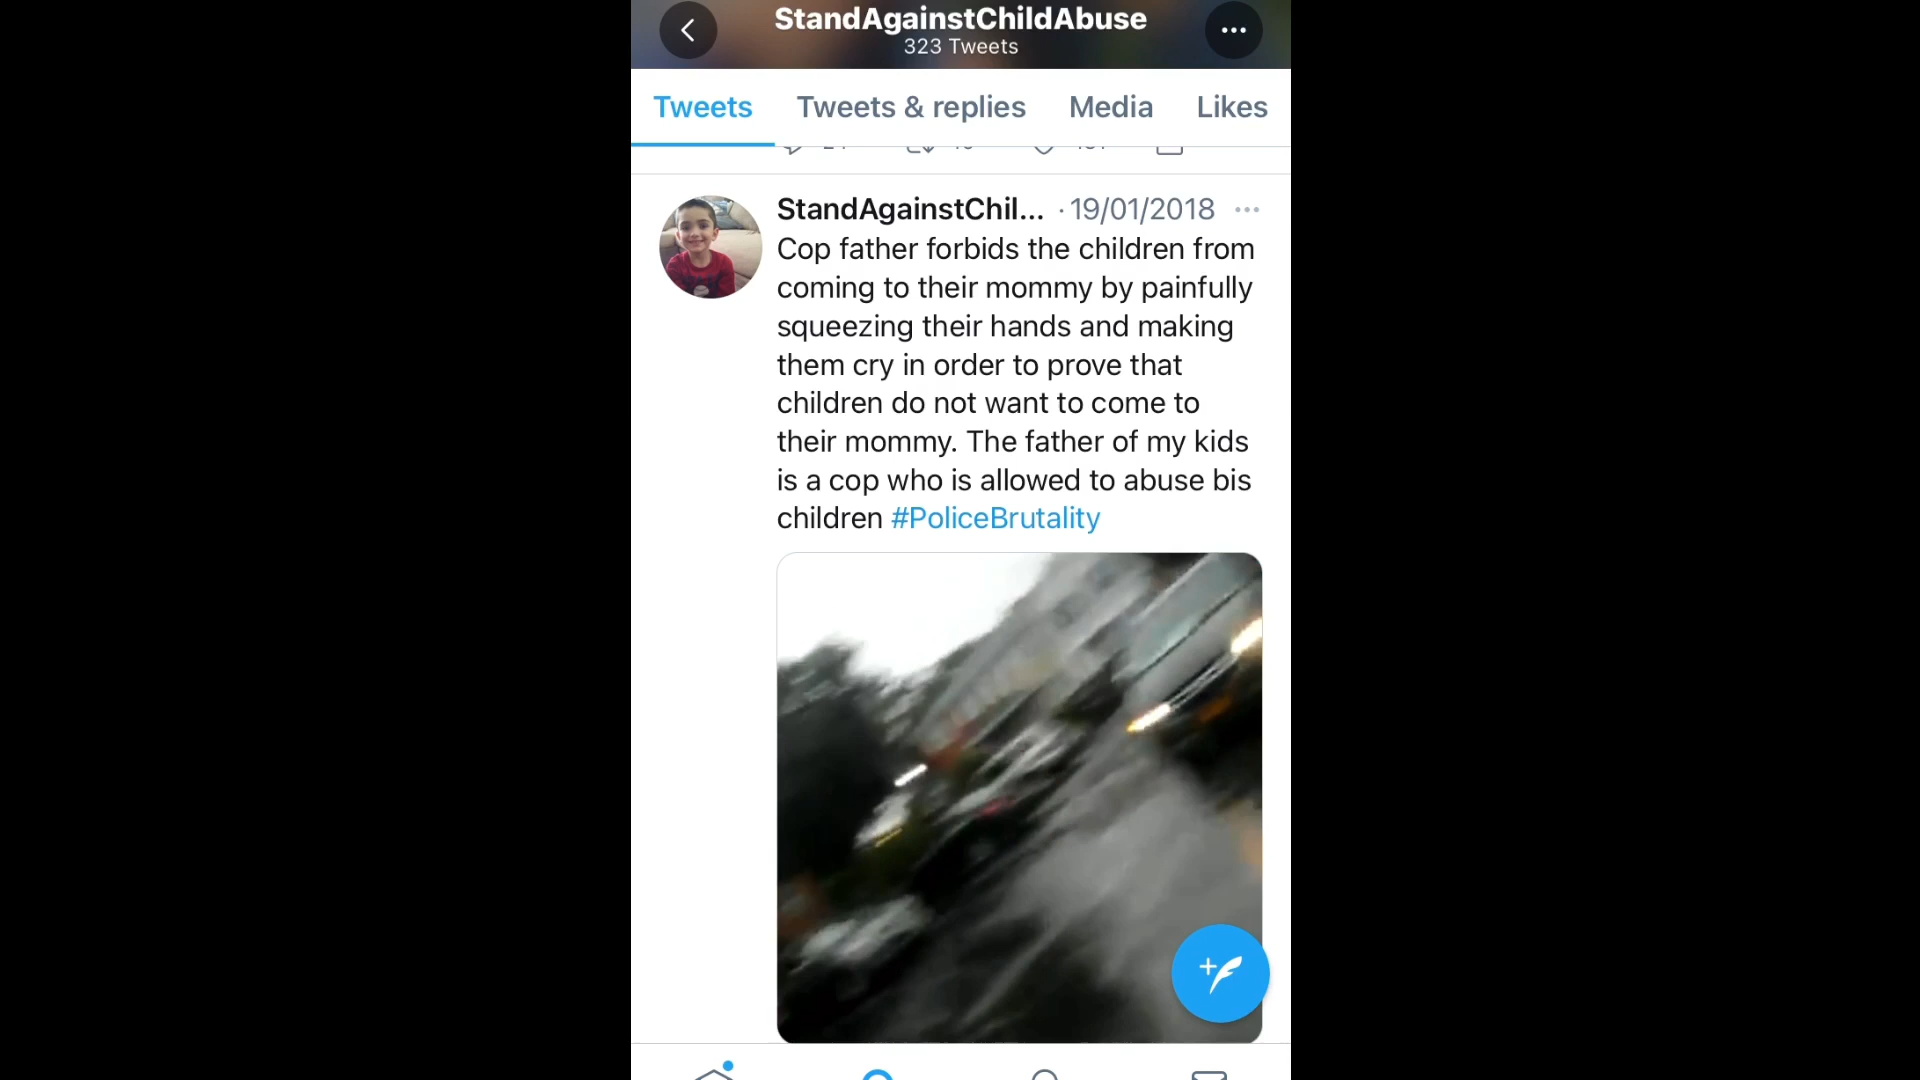 StandAgainstChildAbuse
323 Tweets
Tweets Tweets & replies Media Likes
StandAgainstChil... · 19/01/2018
Cop father forbids the children from
coming to their mommy by painfully
squeezing their hands and making
them cry in order to prove that
children do not want to come to
their mommy. The father of my kids
is a cop who is allowed to abuse bis
children #PoliceBrutality